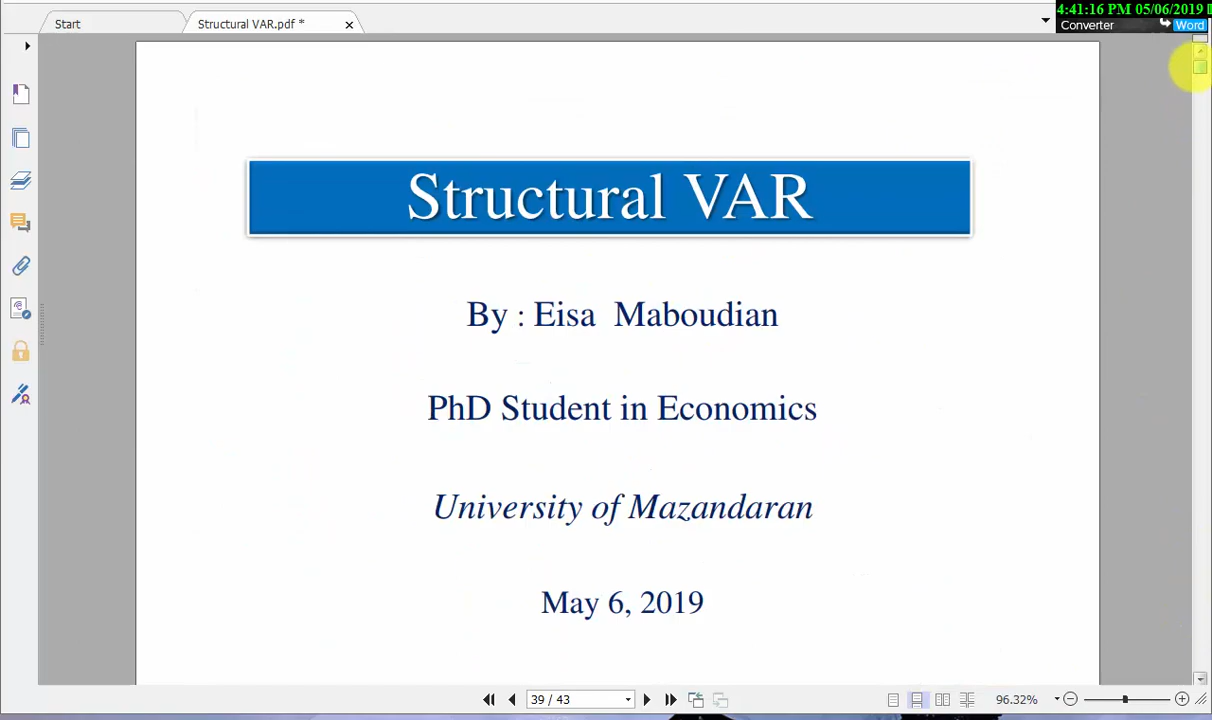 4:41:16 PM 05/06/2019
Start
Structural VAR.pdf *
Converter
Word
Structural VAR
By : Eisa Maboudian
PhD Student in Economics
University of Mazandaran
May 6, 2019
39 / 43
96.32%